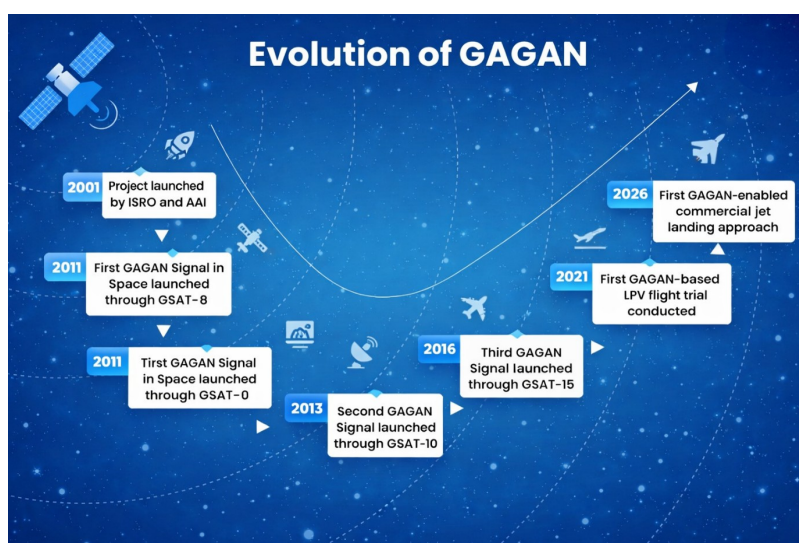 Evolution of GAGAN
2001
Project launched
by ISRO and AAI
2011
First GAGAN Signal in
Space launched
through GSAT-8
2011
Tirst GAGAN Signal
in Space launched
through GSAT-0
2013
Second GAGAN
Signal launched
through GSAT-10
2016
Third GAGAN
Signal launched
through GSAT-15
2021
First GAGAN-based
LPV flight trial
conducted
2026
First GAGAN-enabled
commercial jet
landing approach